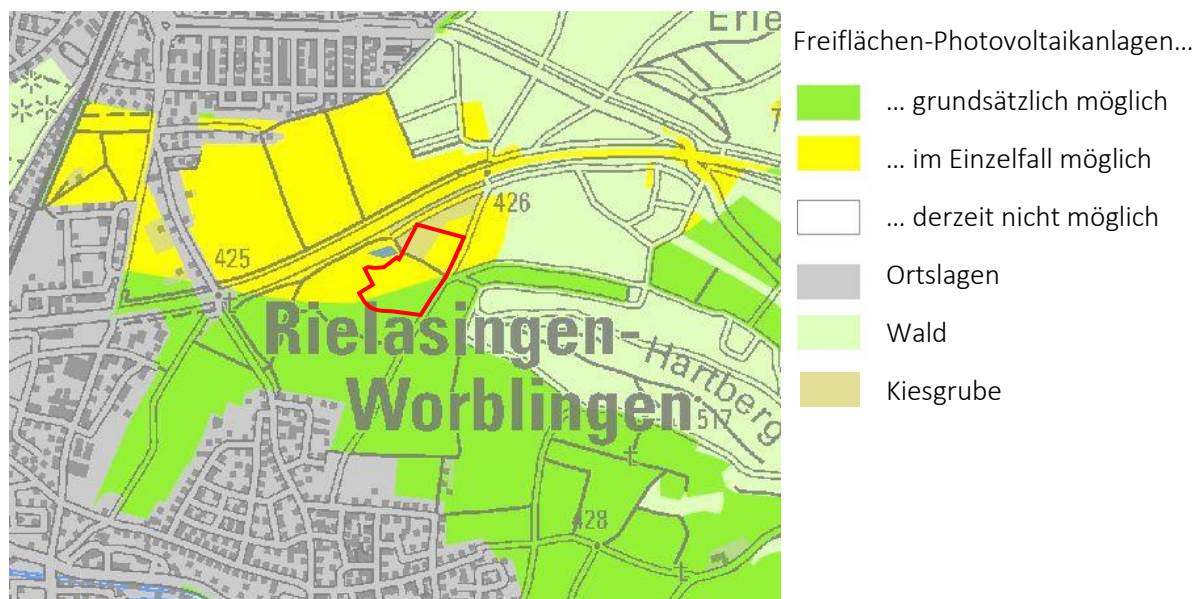 Erle
7
426
425
Rielasingen-
Worblingen
Hartberg
517
428
Freiflächen-Photovoltaikanlagen...
... grundsätzlich möglich
... im Einzelfall möglich
... derzeit nicht möglich
Ortslagen
Wald
Kiesgrube